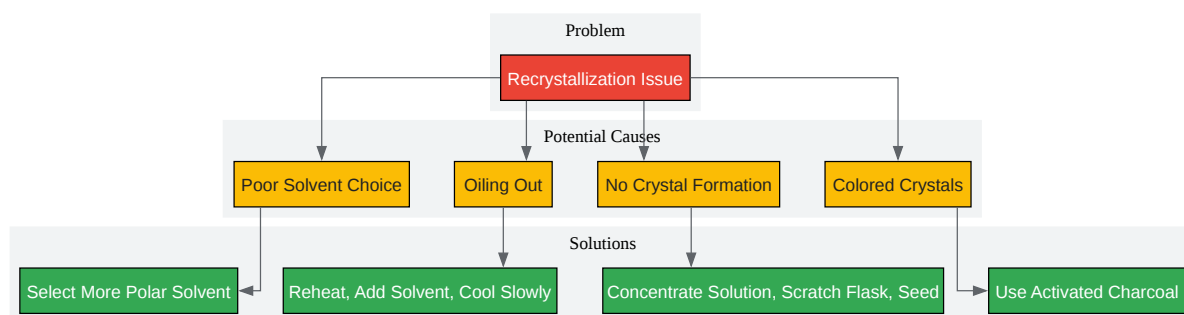 Problem
Recrystallization Issue
Potential Causes
Poor Solvent Choice
Oiling Out
No Crystal Formation
Colored Crystals
Solutions
Select More Polar Solvent
Reheat, Add Solvent, Cool Slowly
Concentrate Solution, Scratch Flask, Seed
Use Activated Charcoal